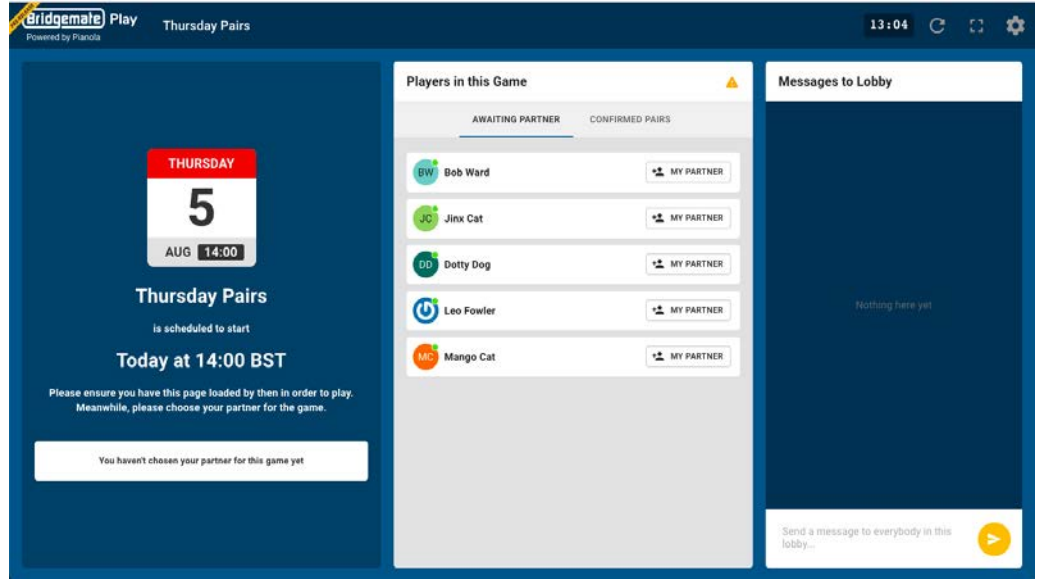 Bridgemate Play
Powered by Pianola
Thursday Pairs
13:04
THURSDAY
5
AUG 14:00
Thursday Pairs
is scheduled to start
Today at 14:00 BST
Please ensure you have this page loaded by then in order to play.
Meanwhile, please choose your partner for the game.
You haven't chosen your partner for this game yet
Players in this Game
AWAITING PARTNER CONFIRMED PAIRS
BW Bob Ward MY PARTNER
JC Jinx Cat MY PARTNER
DD Dotty Dog MY PARTNER
Leo Fowler MY PARTNER
MC Mango Cat MY PARTNER
Messages to Lobby
Nothing here yet
Send a message to everybody in this
lobby...